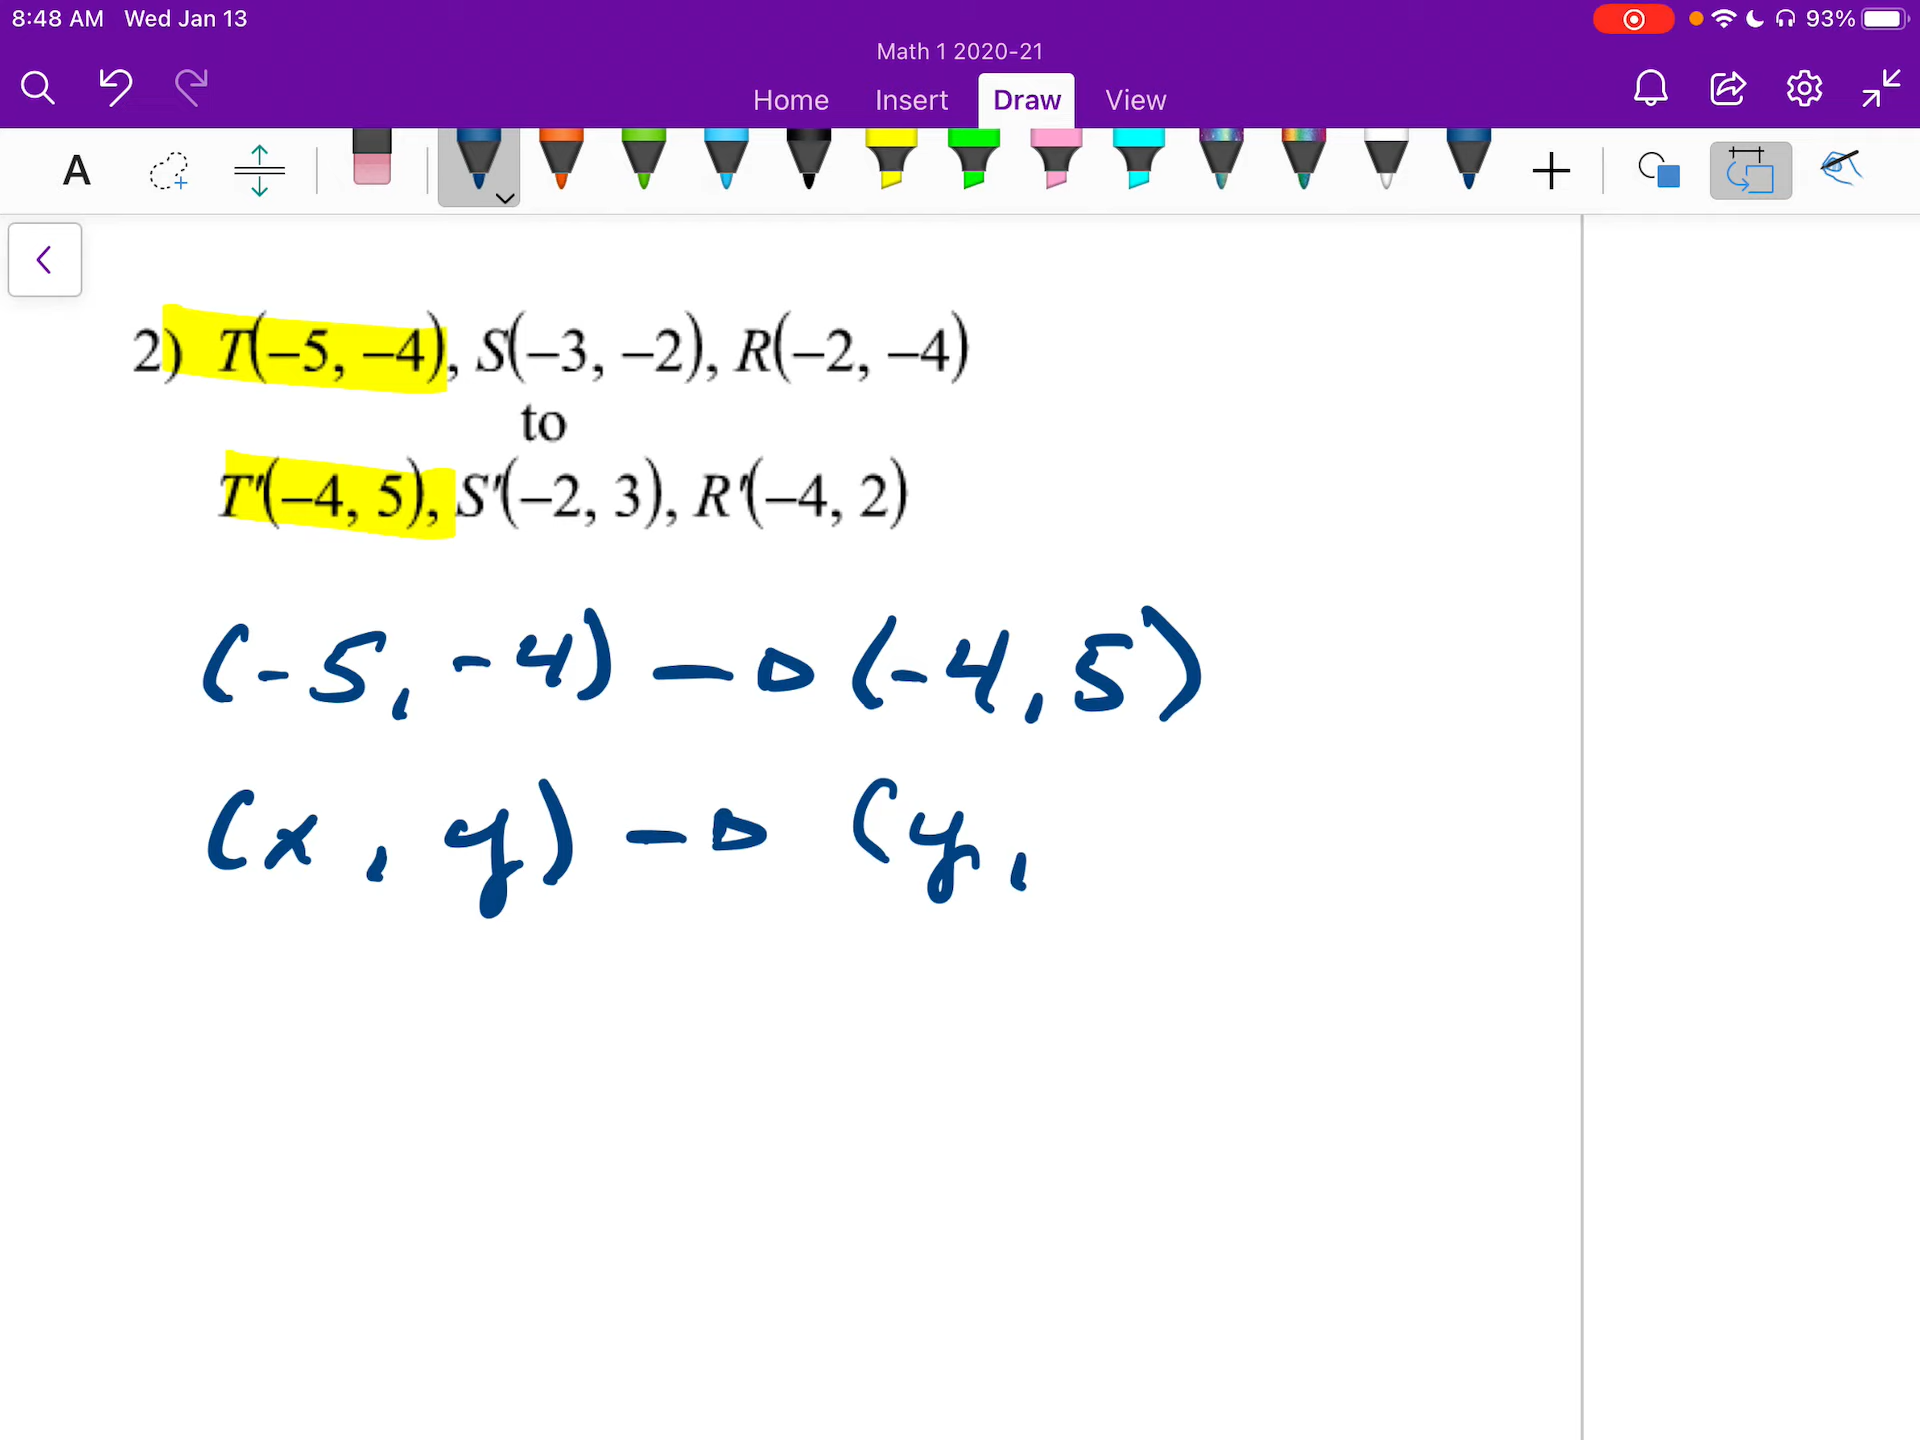 8:48 AM Wed Jan 13
93%
Math 1 2020-21
Home Insert Draw View
A
2) T(–5, –4), S(–3, –2), R(–2, –4)
to
T'(–4, 5), S'(–2, 3), R'(–4, 2)
(-5, -4) → (-4, 5)
(x, y) → (y,